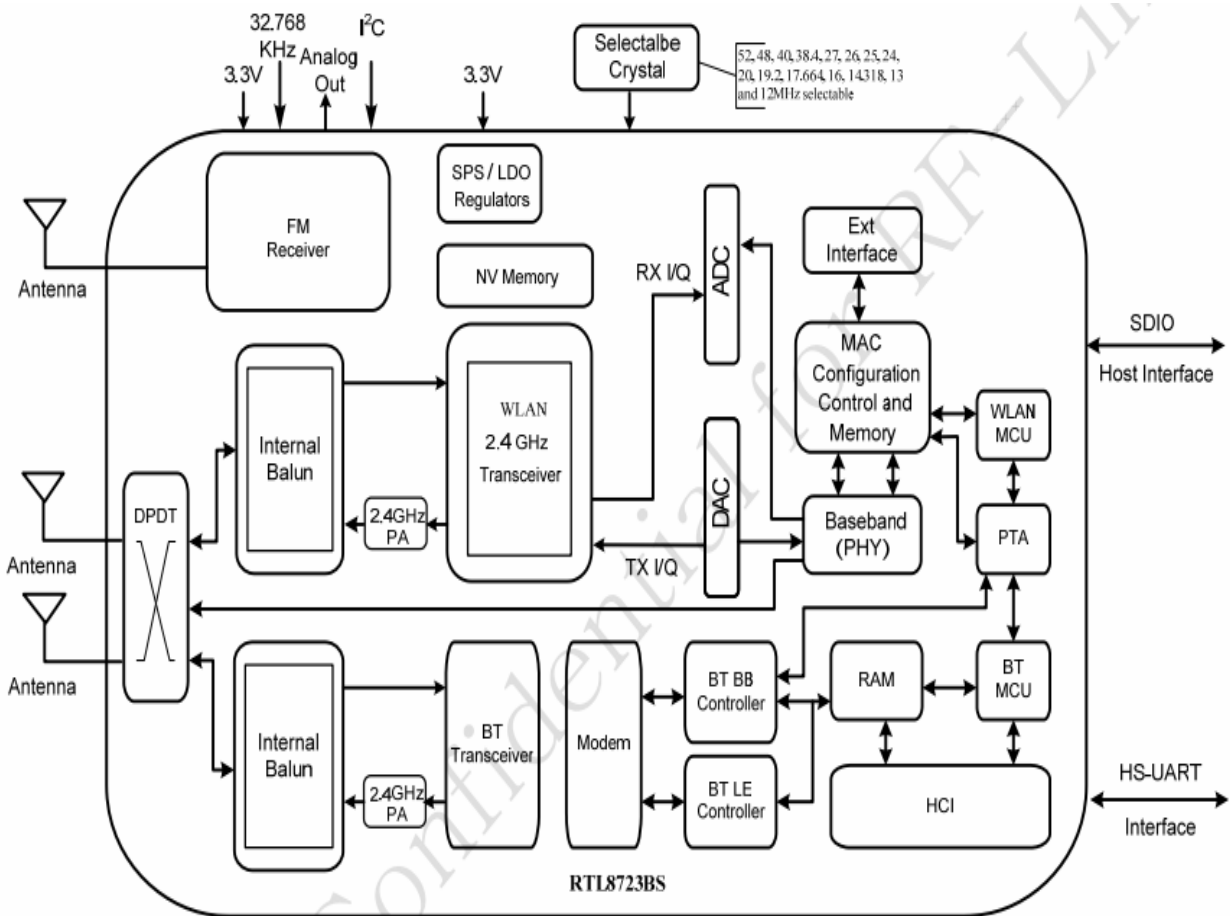 32.768
KHz
I²C
Analog
Out
3.3V
3.3V
Selectalbe
Crystal
52, 48, 40, 38.4, 27, 26, 25, 24,
20, 19.2, 17.664, 16, 14.318, 13
and 12MHz selectable
FM
Receiver
SPS / LDO
Regulators
NV Memory
Antenna
RX I/Q
ADC
Ext
Interface
SDIO
Host Interface
MAC
Configuration
Control and
Memory
WLAN
MCU
Internal
Balun
WLAN
2.4 GHz
Transceiver
2.4GHz
PA
DAC
TX I/Q
Baseband
(PHY)
PTA
DPDT
Antenna
Antenna
Internal
Balun
2.4GHz
PA
BT
Transceiver
Modem
BT BB
Controller
BT LE
Controller
RAM
BT
MCU
HCI
HS-UART
Interface
RTL8723BS
Confidential for RF-Lin